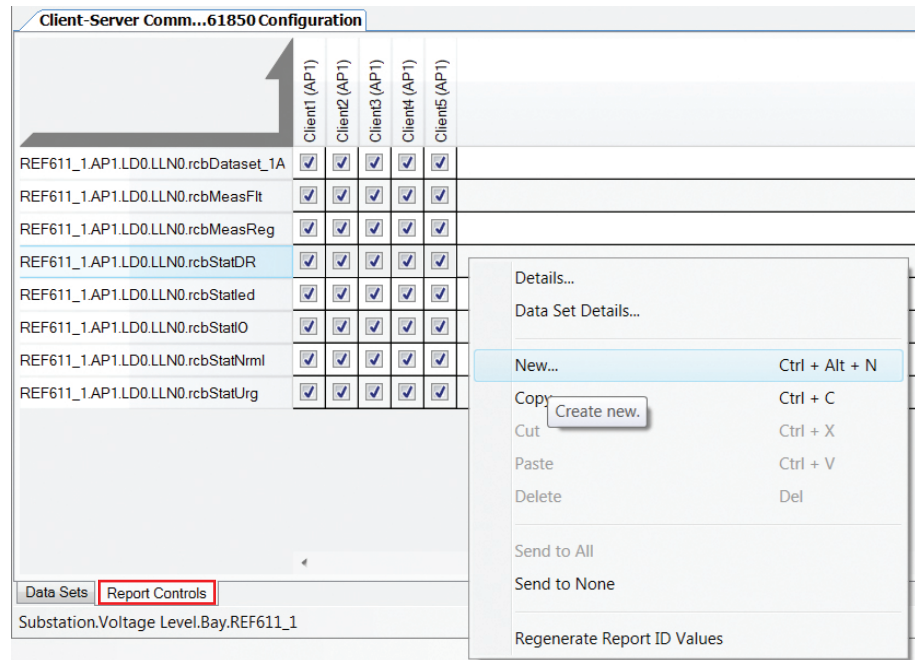 Client-Server Comm...61850 Configuration
Client1 (AP1)
Client2 (AP1)
Client3 (AP1)
Client4 (AP1)
Client5 (AP1)
REF611_1.AP1.LD0.LLN0.rcbDataset_1A
REF611_1.AP1.LD0.LLN0.rcbMeasFlt
REF611_1.AP1.LD0.LLN0.rcbMeasReg
REF611_1.AP1.LD0.LLN0.rcbStatDR
REF611_1.AP1.LD0.LLN0.rcbStatled
REF611_1.AP1.LD0.LLN0.rcbStatIO
REF611_1.AP1.LD0.LLN0.rcbStatNrml
REF611_1.AP1.LD0.LLN0.rcbStatUrg
Details...
Data Set Details...
New... Ctrl + Alt + N
Copy Ctrl + C
Create new.
Cut Ctrl + X
Paste Ctrl + V
Delete Del
Send to All
Send to None
Regenerate Report ID Values
Data Sets Report Controls
Substation.Voltage Level.Bay.REF611_1